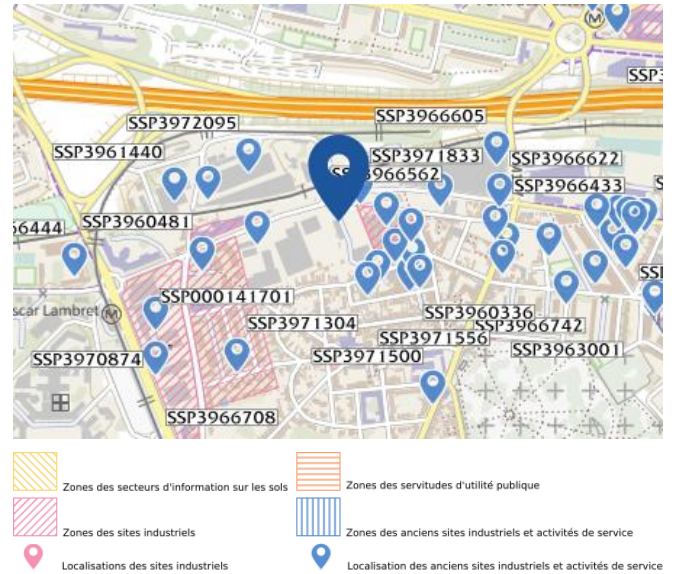 SSP3
SSP3966605
SSP3972095
SSP3961440
SSP3971833
SSP3966622
SSP3966562
SSP3966433
SSP3960481
66444
SSP000141701
scar Lambret
SSP3960336
SSP3971304
SSP3966742
SSP3971556
SSP3963001
SSP3970874
SSP3971500
SSP3966708
Zones des secteurs d'information sur les sols
Zones des servitudes d'utilité publique
Zones des sites industriels
Zones des anciens sites industriels et activités de service
Localisations des sites industriels
Localisation des anciens sites industriels et activités de service